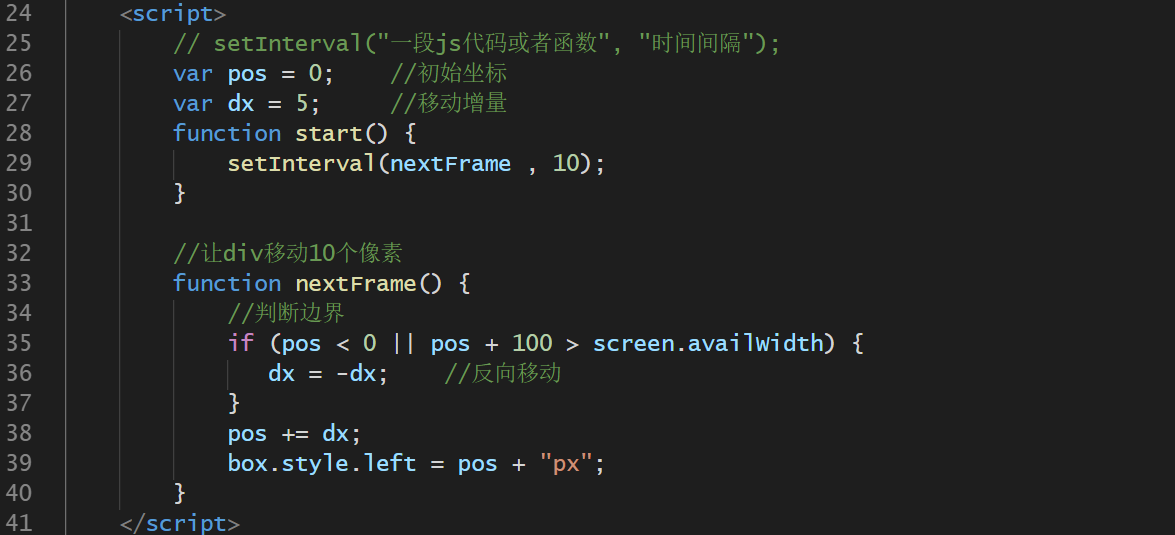 24 <script>
25 // setInterval("一段js代码或者函数", "时间间隔");
26 var pos = 0; //初始坐标
27 var dx = 5; //移动增量
28 function start() {
29 setInterval(nextFrame , 10);
30 }
31
32 //让div移动10个像素
33 function nextFrame() {
34 //判断边界
35 if (pos < 0 || pos + 100 > screen.availWidth) {
36 dx = -dx; //反向移动
37 }
38 pos += dx;
39 box.style.left = pos + "px";
40 }
41 </script>